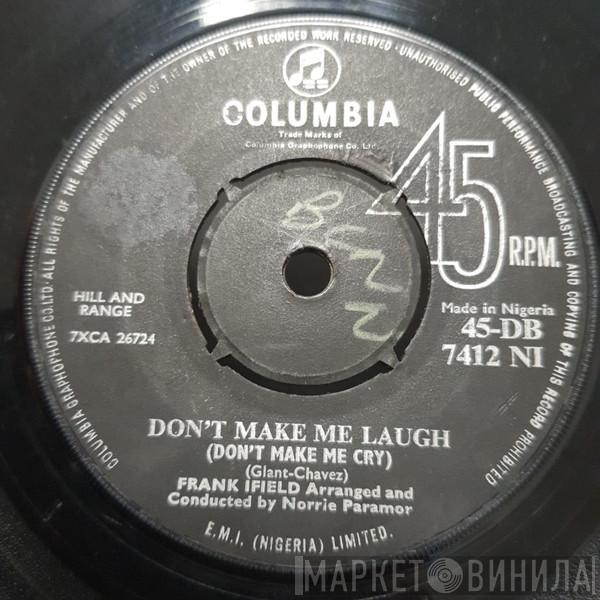 COLUMBIA GRAPHOPHONE CO.LTD·ALL RIGHTS OF THE MANUFACTURER AND OF THE OWNER OF THE RECORDED WORK RESERVED·UNAUTHORISED PUBLIC PERFORMANCE BROADCASTING AND COPYING OF THIS RECORD PROHIBITED
COLUMBIA
Trade Marks of
Columbia Graphophone Co. Ltd
45
R.P.M.
BEZZ
HILL AND
RANGE
7XCA 26724
Made in Nigeria
45-DB
7412 NI
DON'T MAKE ME LAUGH
(DON'T MAKE ME CRY)
(Giant-Chavez)
FRANK IFIELD Arranged and
Conducted by Norrie Paramor
E.M.I. (NIGERIA) LIMITED.
МАРКЕТ ВИНИЛА